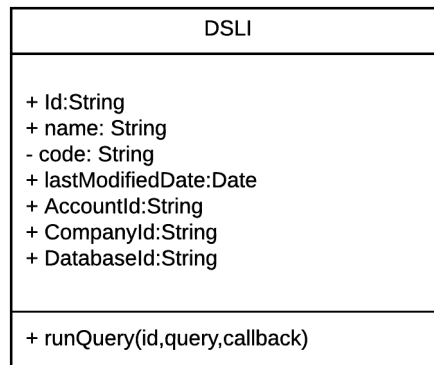 DSLI
+ Id:String
+ name: String
- code: String
+ lastModifiedDate:Date
+ AccountId:String
+ CompanyId:String
+ DatabaseId:String
+ runQuery(id,query,callback)